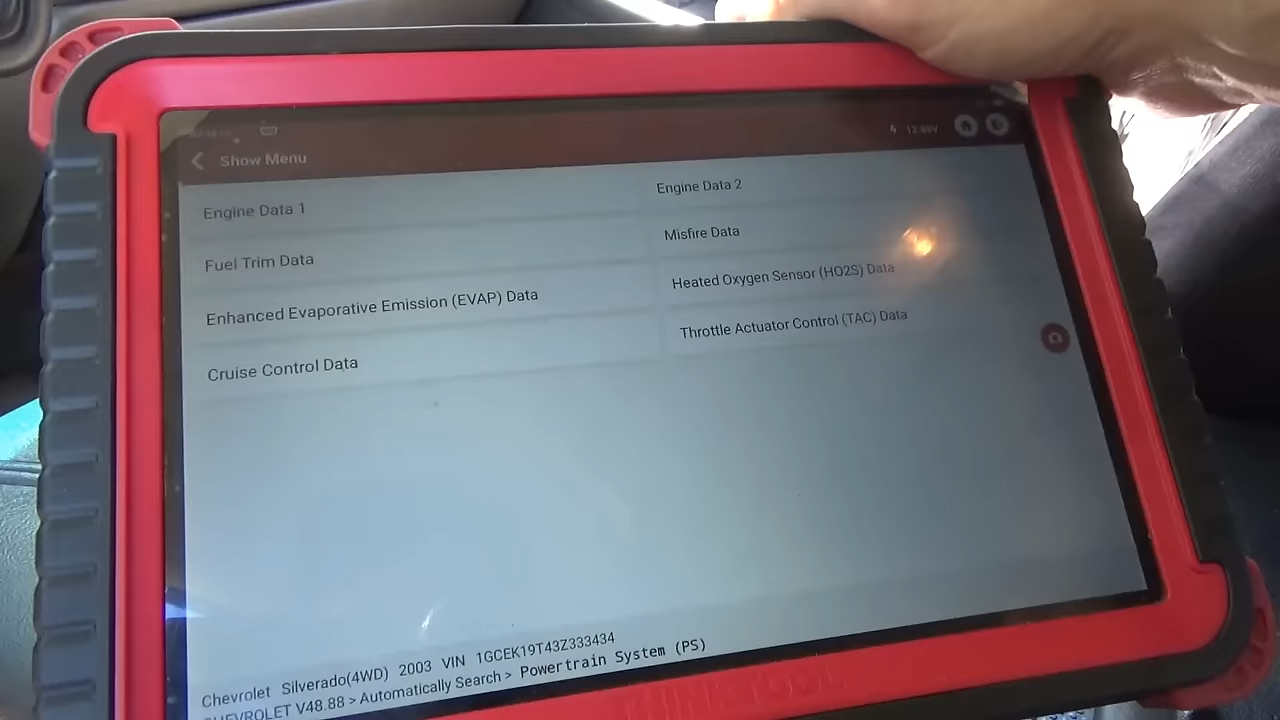 Show Menu
Engine Data 1
Engine Data 2
Fuel Trim Data
Misfire Data
Enhanced Evaporative Emission (EVAP) Data
Heated Oxygen Sensor (HO2S) Data
Cruise Control Data
Throttle Actuator Control (TAC) Data
Chevrolet Silverado(4WD) 2003 VIN 1GCEK19T43Z333434
CHEVROLET V48.88 > Automatically Search > Powertrain System (PS)